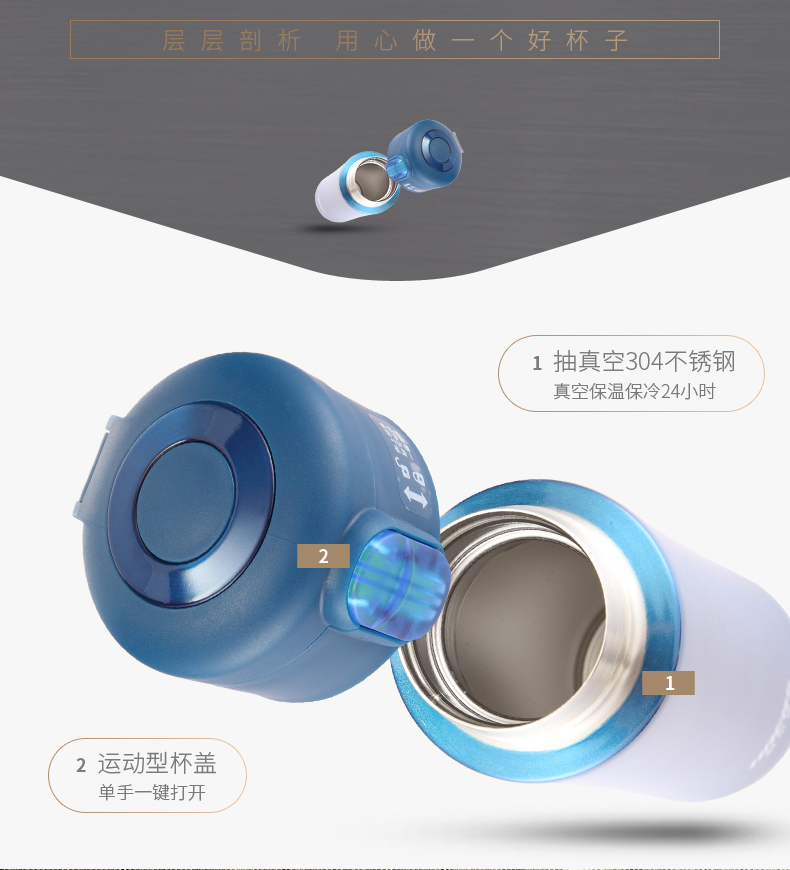 层层剖析 用心做一个好杯子
1 抽真空304不锈钢
真空保温保冷24小时
2
1
2 运动型杯盖
单手一键打开